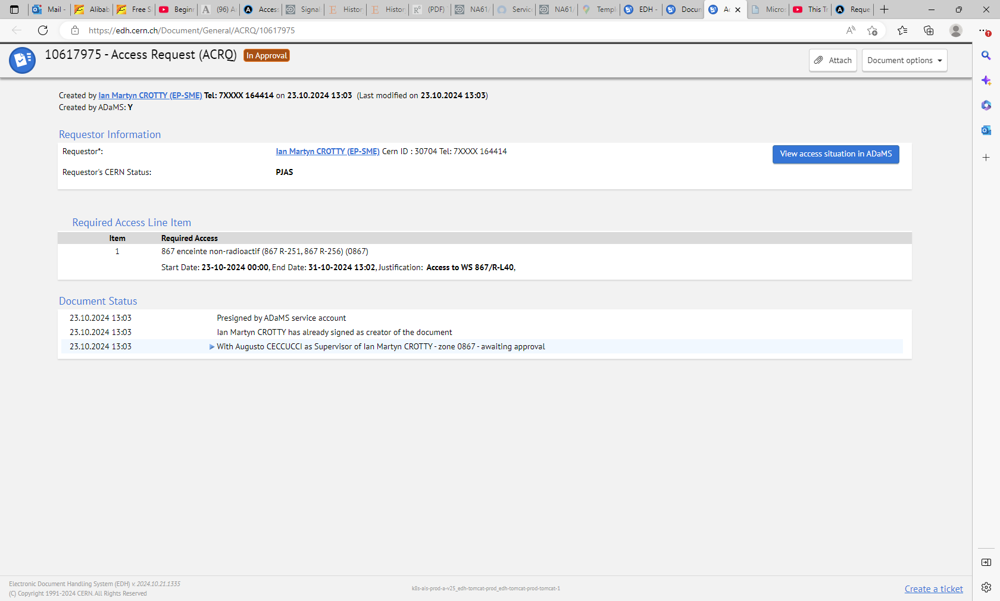 Mail -
Alibab
Free S
Beginn
(96) A
Access
Signal
Histor
Histor
(PDF)
NA61/
Service
NA61/
Templ
EDH -
Docum
Ac
Micros
This Tr
Reque
https://edh.cern.ch/Document/General/ACRQ/10617975
10617975 - Access Request (ACRQ) In Approval
Attach
Document options
Created by Ian Martyn CROTTY (EP-SME) Tel: 7XXXX 164414 on 23.10.2024 13:03 (Last modified on 23.10.2024 13:03)
Created by ADaMS: Y
Requestor Information
Requestor*: Ian Martyn CROTTY (EP-SME) Cern ID : 30704 Tel: 7XXXX 164414
View access situation in ADaMS
Requestor's CERN Status: PJAS
Required Access Line Item
Item Required Access
1 867 enceinte non-radioactif (867 R-251, 867 R-256) (0867)
Start Date: 23-10-2024 00:00, End Date: 31-10-2024 13:02, Justification: Access to WS 867/R-L40,
Document Status
23.10.2024 13:03 Presigned by ADaMS service account
23.10.2024 13:03 Ian Martyn CROTTY has already signed as creator of the document
23.10.2024 13:03 With Augusto CECCUCCI as Supervisor of Ian Martyn CROTTY - zone 0867 - awaiting approval
Electronic Document Handling System (EDH) v. 2024.10.21.1335
(C) Copyright 1991-2024 CERN. All Rights Reserved
k8s-ais-prod-a-v25_edh-tomcat-prod_edh-tomcat-prod-tomcat-1
Create a ticket